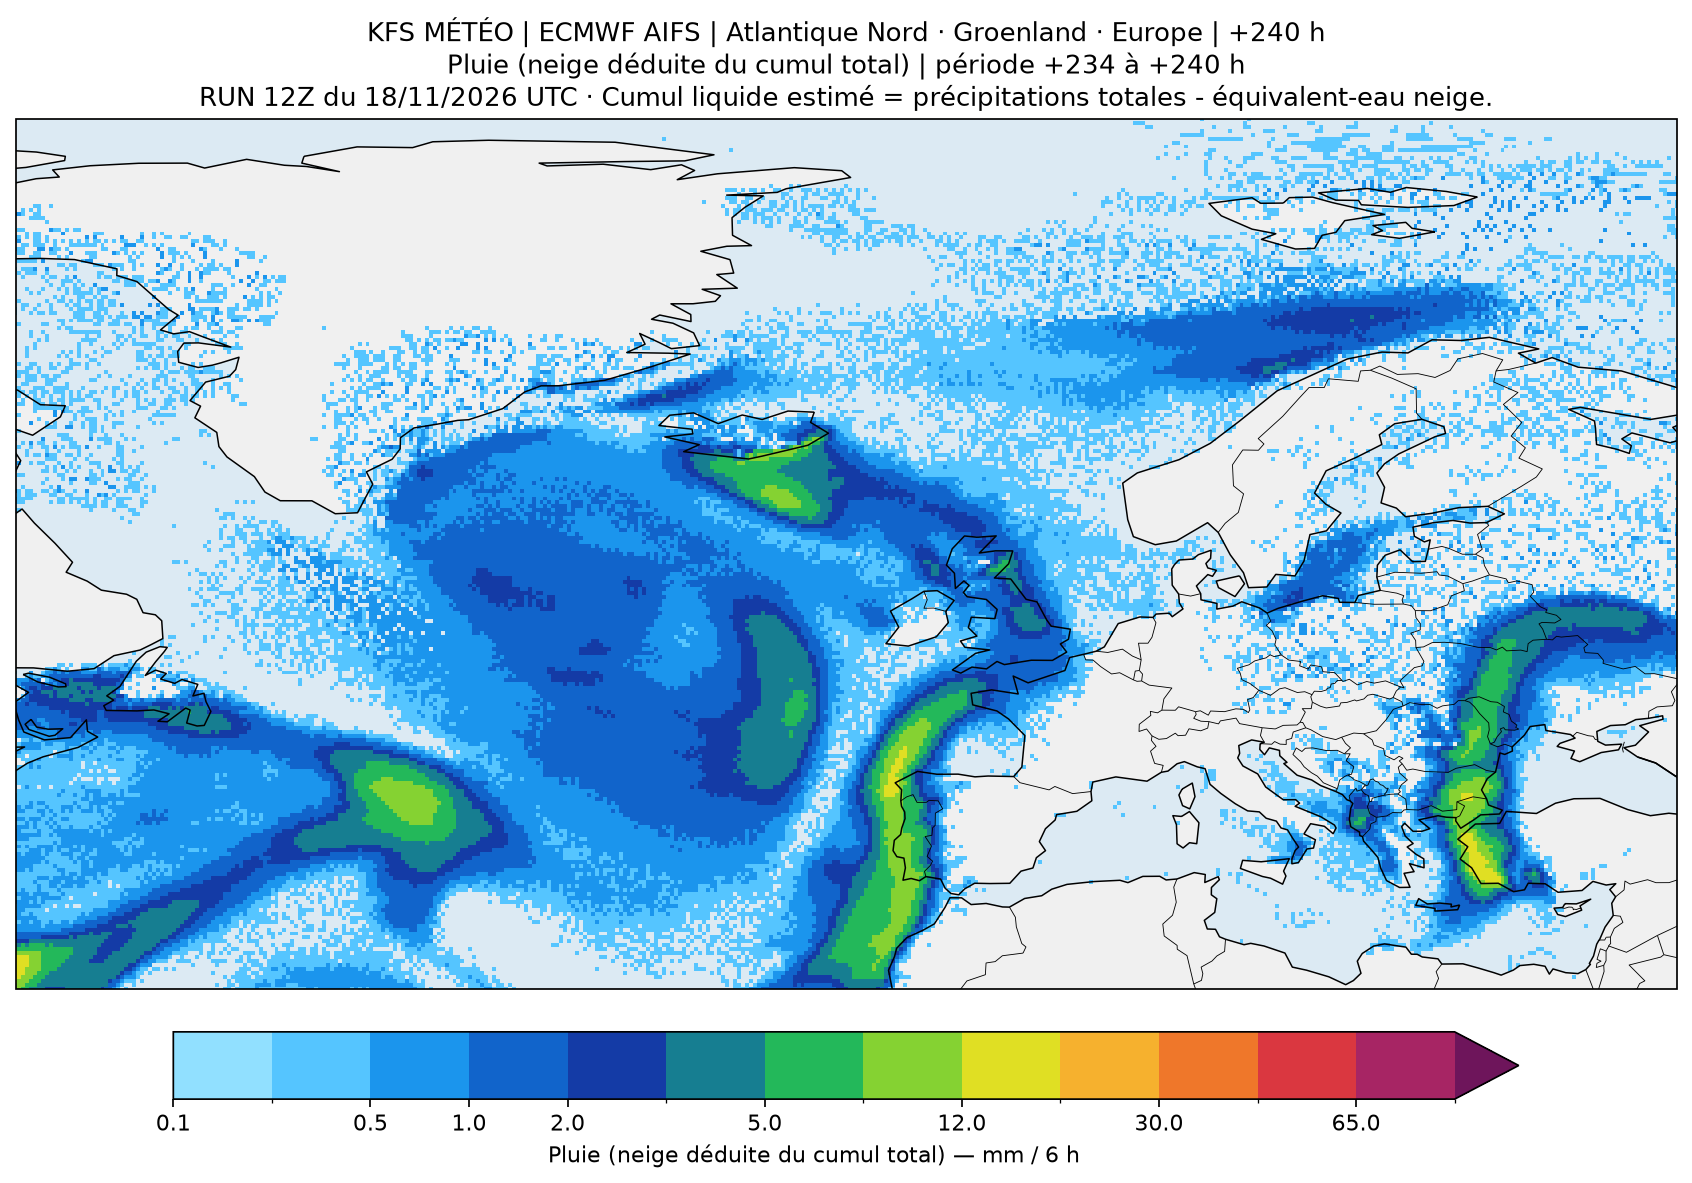 KFS MÉTÉO | ECMWF AIFS | Atlantique Nord · Groenland · Europe | +240 h
Pluie (neige déduite du cumul total) | période +234 à +240 h
RUN 12Z du 18/11/2026 UTC · Cumul liquide estimé = précipitations totales - équivalent-eau neige.
0.1 0.5 1.0 2.0 5.0 12.0 30.0 65.0
Pluie (neige déduite du cumul total) — mm / 6 h